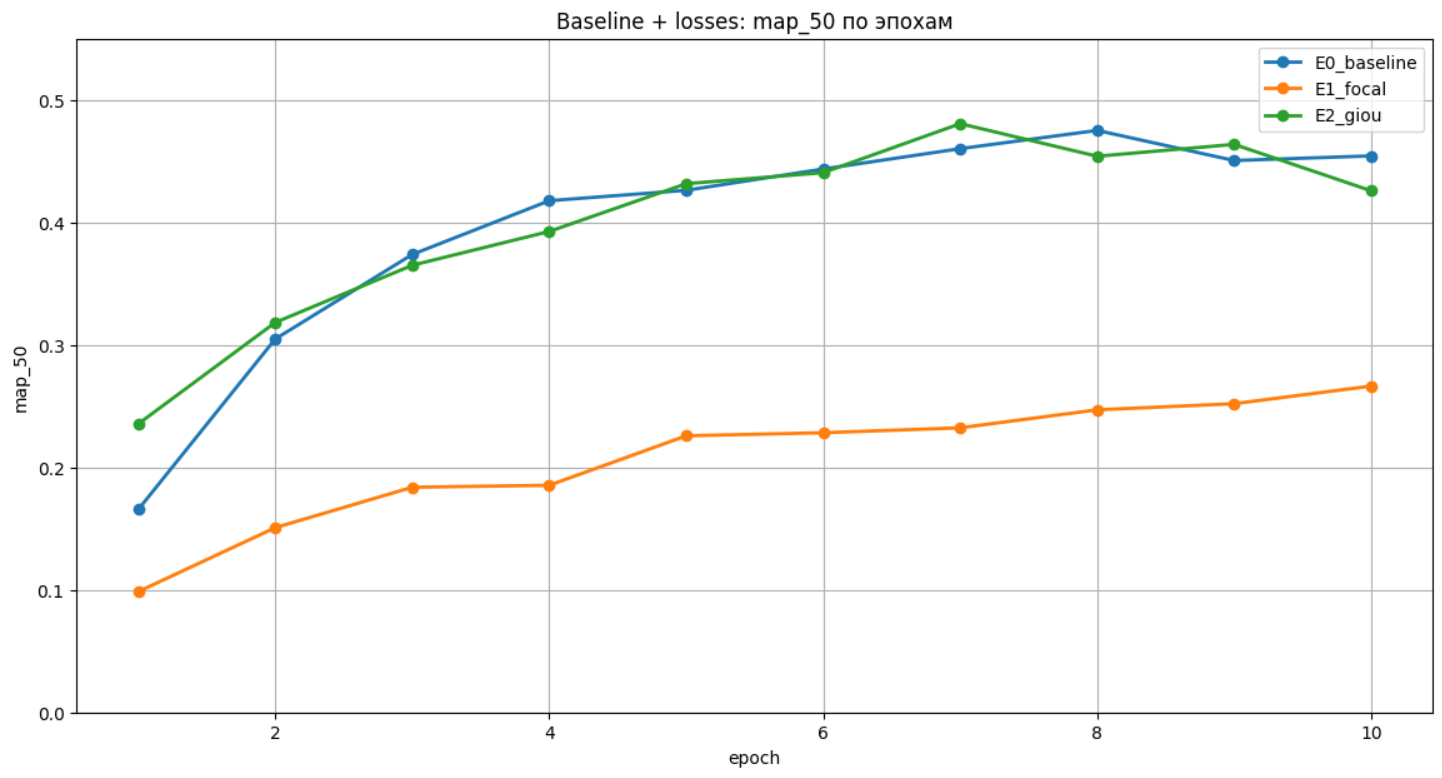 Baseline + losses: map_50 по эпохам
E0_baseline
E1_focal
E2_giou
map_50
0.5
0.4
0.3
0.2
0.1
0.0
2 4 6 8 10
epoch